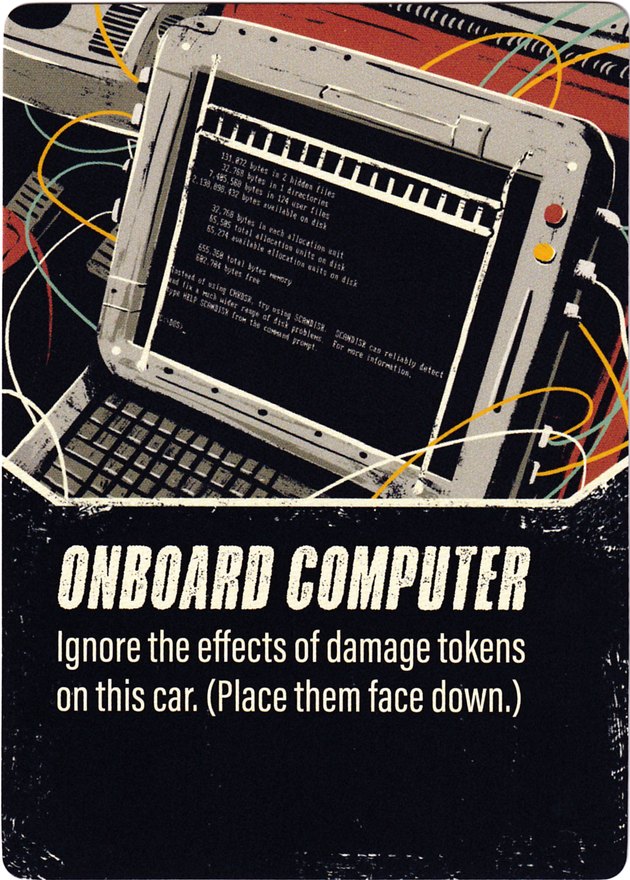 131,072 bytes in 2 hidden files
32,768 bytes in 1 directories
7,405,568 bytes in 124 user files
2,138,898,432 bytes available on disk
32,768 bytes in each allocation unit
65,505 total allocation units on disk
65,274 available allocation units on disk
655,360 total bytes memory
602,704 bytes free
Instead of using CHKDSK, try using SCANDISK. SCANDISK can reliably detect
and fix a much wider range of disk problems. For more information,
type HELP SCANDISK from the command prompt.
C:\DOS>
ONBOARD COMPUTER
Ignore the effects of damage tokens
on this car. (Place them face down.)